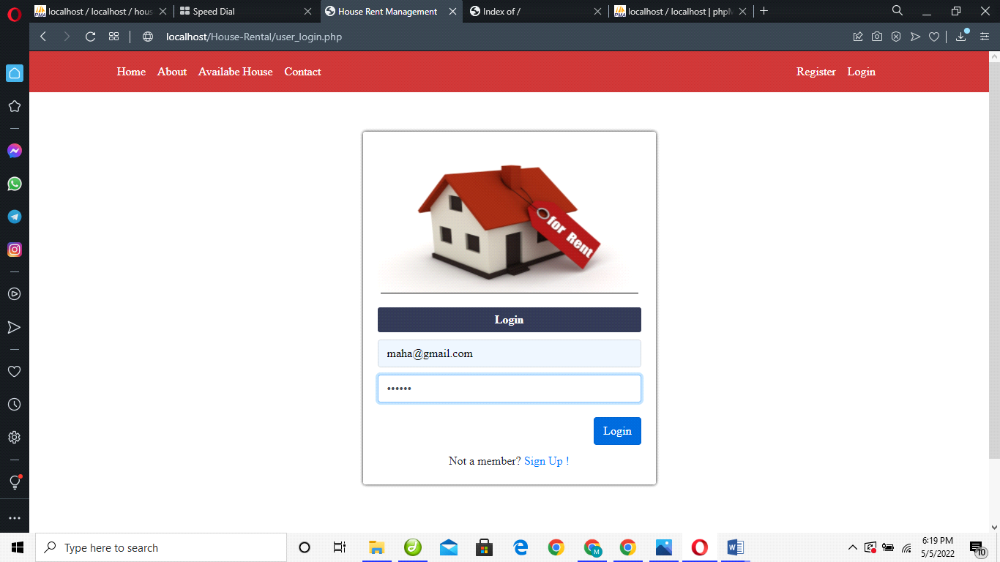 localhost / localhost / hous
Speed Dial
House Rent Management
Index of /
localhost / localhost | phpM
localhost/House-Rental/user_login.php
Home About Availabe House Contact Register Login
for Rent
Login
maha@gmail.com
••••••
Login
Not a member? Sign Up !
Type here to search
6:19 PM
5/5/2022
10